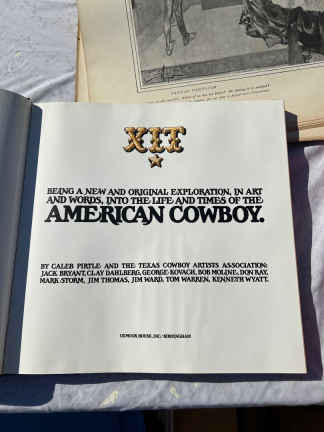 XIT
BEING A NEW AND ORIGINAL EXPLORATION, IN ART
AND WORDS, INTO THE LIFE AND TIMES OF THE
AMERICAN COWBOY.
BY CALEB PIRTLE AND THE TEXAS COWBOY ARTISTS ASSOCIATION:
JACK BRYANT, CLAY DAHLBERG, GEORGE KOVACH, BOB MOLINE, DON RAY,
MARK STORM, JIM THOMAS, JIM WARD, TOM WARREN, KENNETH WYATT.
OXMOOR HOUSE, INC. · BIRMINGHAM